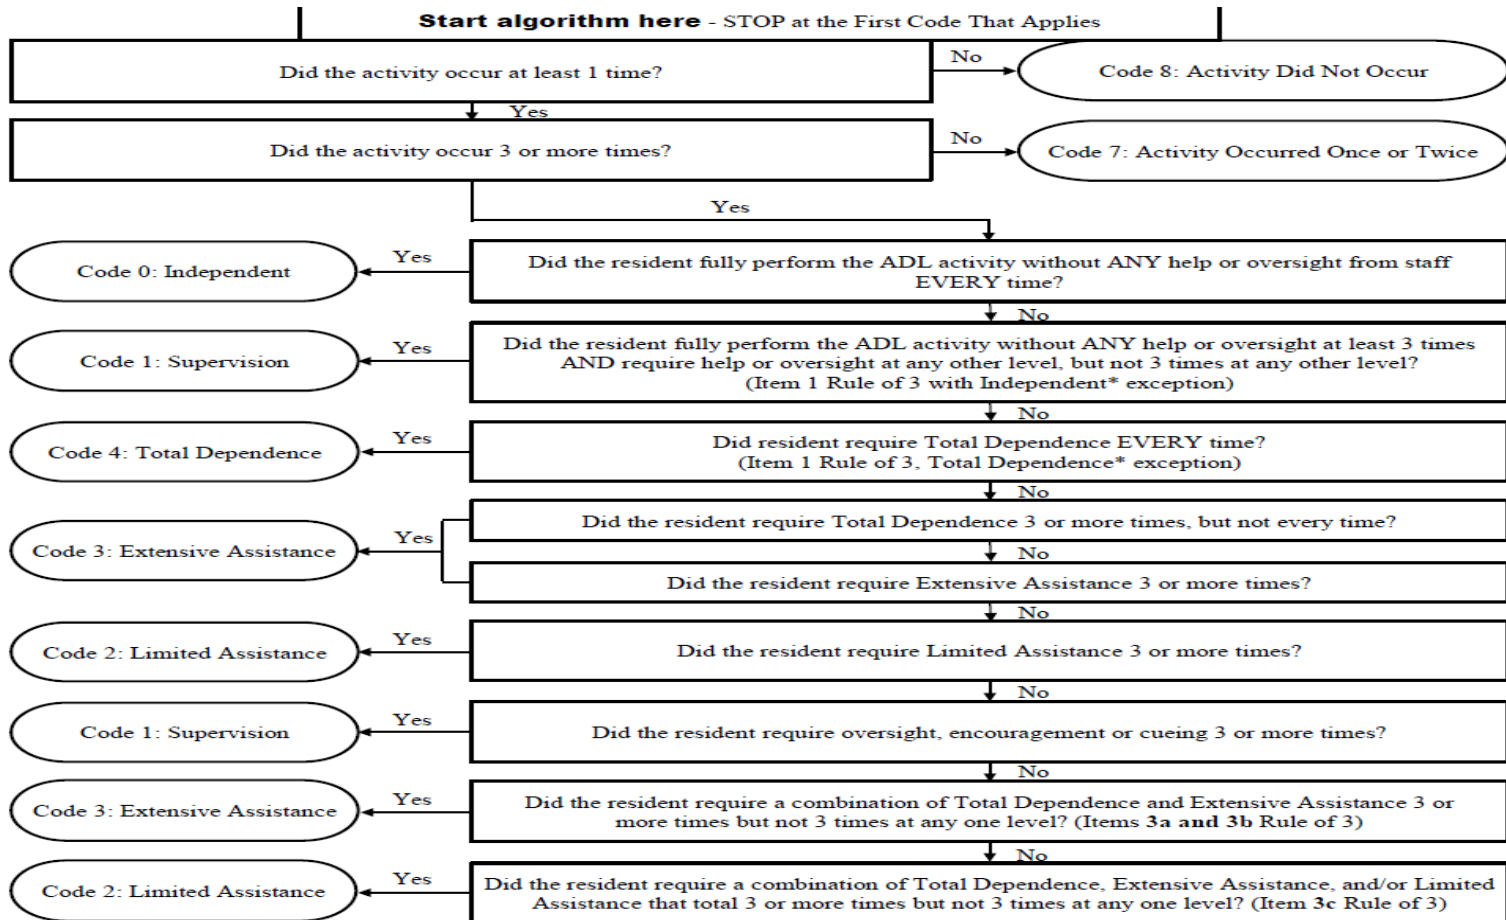 Start algorithm here - STOP at the First Code That Applies
Did the activity occur at least 1 time?
No
Code 8: Activity Did Not Occur
Yes
Did the activity occur 3 or more times?
No
Code 7: Activity Occurred Once or Twice
Yes
Code 0: Independent
Yes
Did the resident fully perform the ADL activity without ANY help or oversight from staff
EVERY time?
No
Code 1: Supervision
Yes
Did the resident fully perform the ADL activity without ANY help or oversight at least 3 times
AND require help or oversight at any other level, but not 3 times at any other level?
(Item 1 Rule of 3 with Independent* exception)
No
Code 4: Total Dependence
Yes
Did resident require Total Dependence EVERY time?
(Item 1 Rule of 3, Total Dependence* exception)
No
Did the resident require Total Dependence 3 or more times, but not every time?
Code 3: Extensive Assistance
Yes
No
Did the resident require Extensive Assistance 3 or more times?
No
Code 2: Limited Assistance
Yes
Did the resident require Limited Assistance 3 or more times?
No
Code 1: Supervision
Yes
Did the resident require oversight, encouragement or cueing 3 or more times?
No
Code 3: Extensive Assistance
Yes
Did the resident require a combination of Total Dependence and Extensive Assistance 3 or
more times but not 3 times at any one level? (Items 3a and 3b Rule of 3)
No
Code 2: Limited Assistance
Yes
Did the resident require a combination of Total Dependence, Extensive Assistance, and/or Limited
Assistance that total 3 or more times but not 3 times at any one level? (Item 3c Rule of 3)